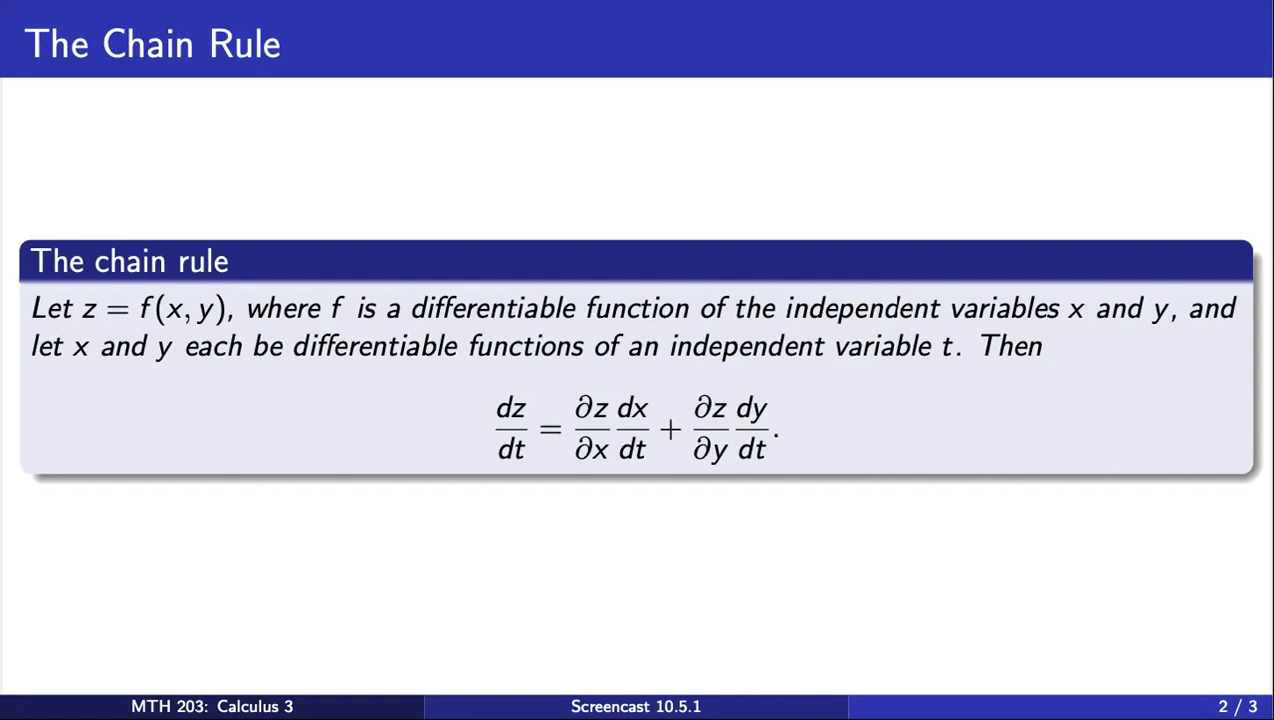 The Chain Rule
The chain rule
Let z = f(x, y), where f is a differentiable function of the independent variables x and y, and
let x and y each be differentiable functions of an independent variable t. Then
dz/dt = ∂z/∂x dx/dt + ∂z/∂y dy/dt.
MTH 203: Calculus 3 Screencast 10.5.1 2 / 3